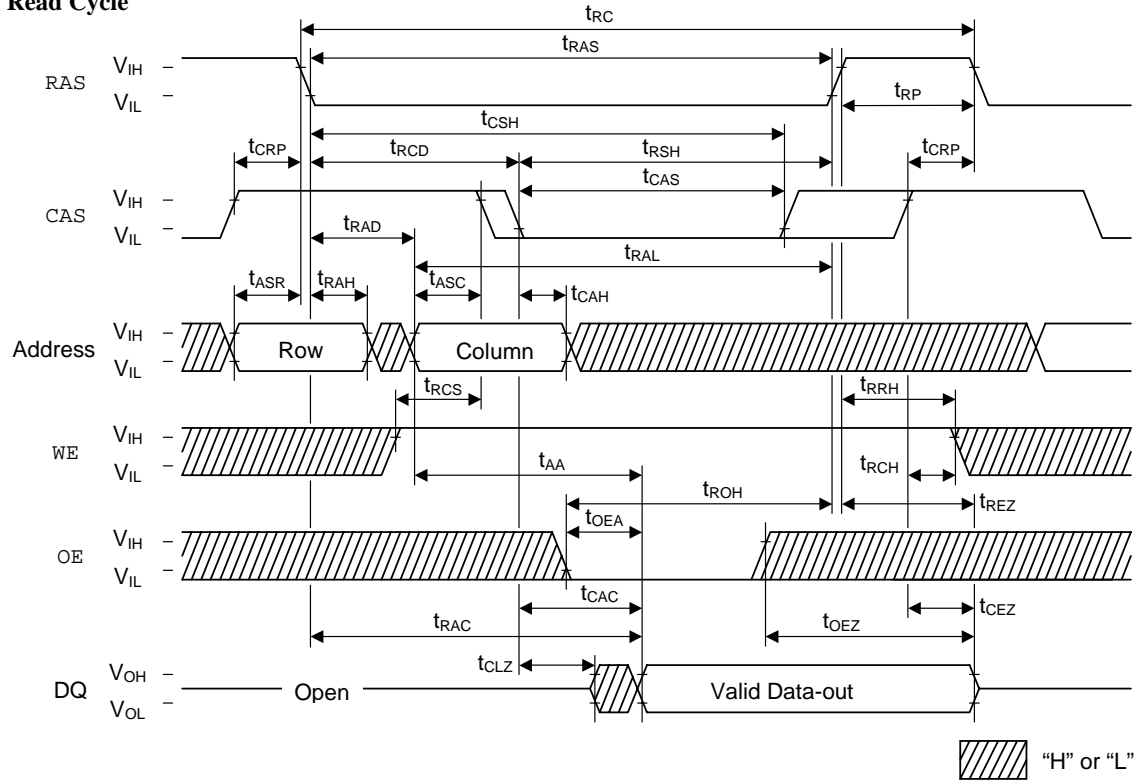 Read Cycle
tRC
tRAS
RAS
VIH
VIL
tRP
tCSH
tCRP
tRCD
tRSH
tCRP
tCAS
CAS
VIH
VIL
tRAD
tRAL
tASR
tRAH
tASC
tCAH
Address
VIH
VIL
Row
Column
tRCS
tRRH
WE
VIH
VIL
tAA
tRCH
tROH
tREZ
tOEA
OE
VIH
VIL
tCAC
tCEZ
tRAC
tOEZ
tCLZ
DQ
VOH
VOL
Open
Valid Data-out
“H” or “L”